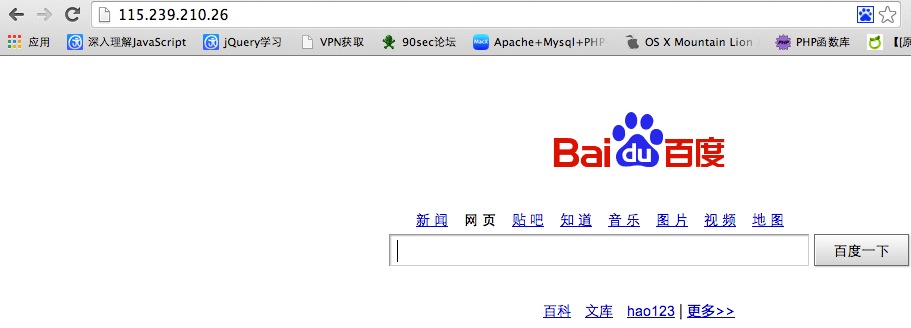 115.239.210.26
应用 深入理解JavaScript jQuery学习 VPN获取 90sec论坛 Apache+Mysql+PHP OS X Mountain Lion PHP函数库 【[原
Bai du 百度
新闻 网页 贴吧 知道 音乐 图片 视频 地图
百度一下
百科 文库 hao123 | 更多>>